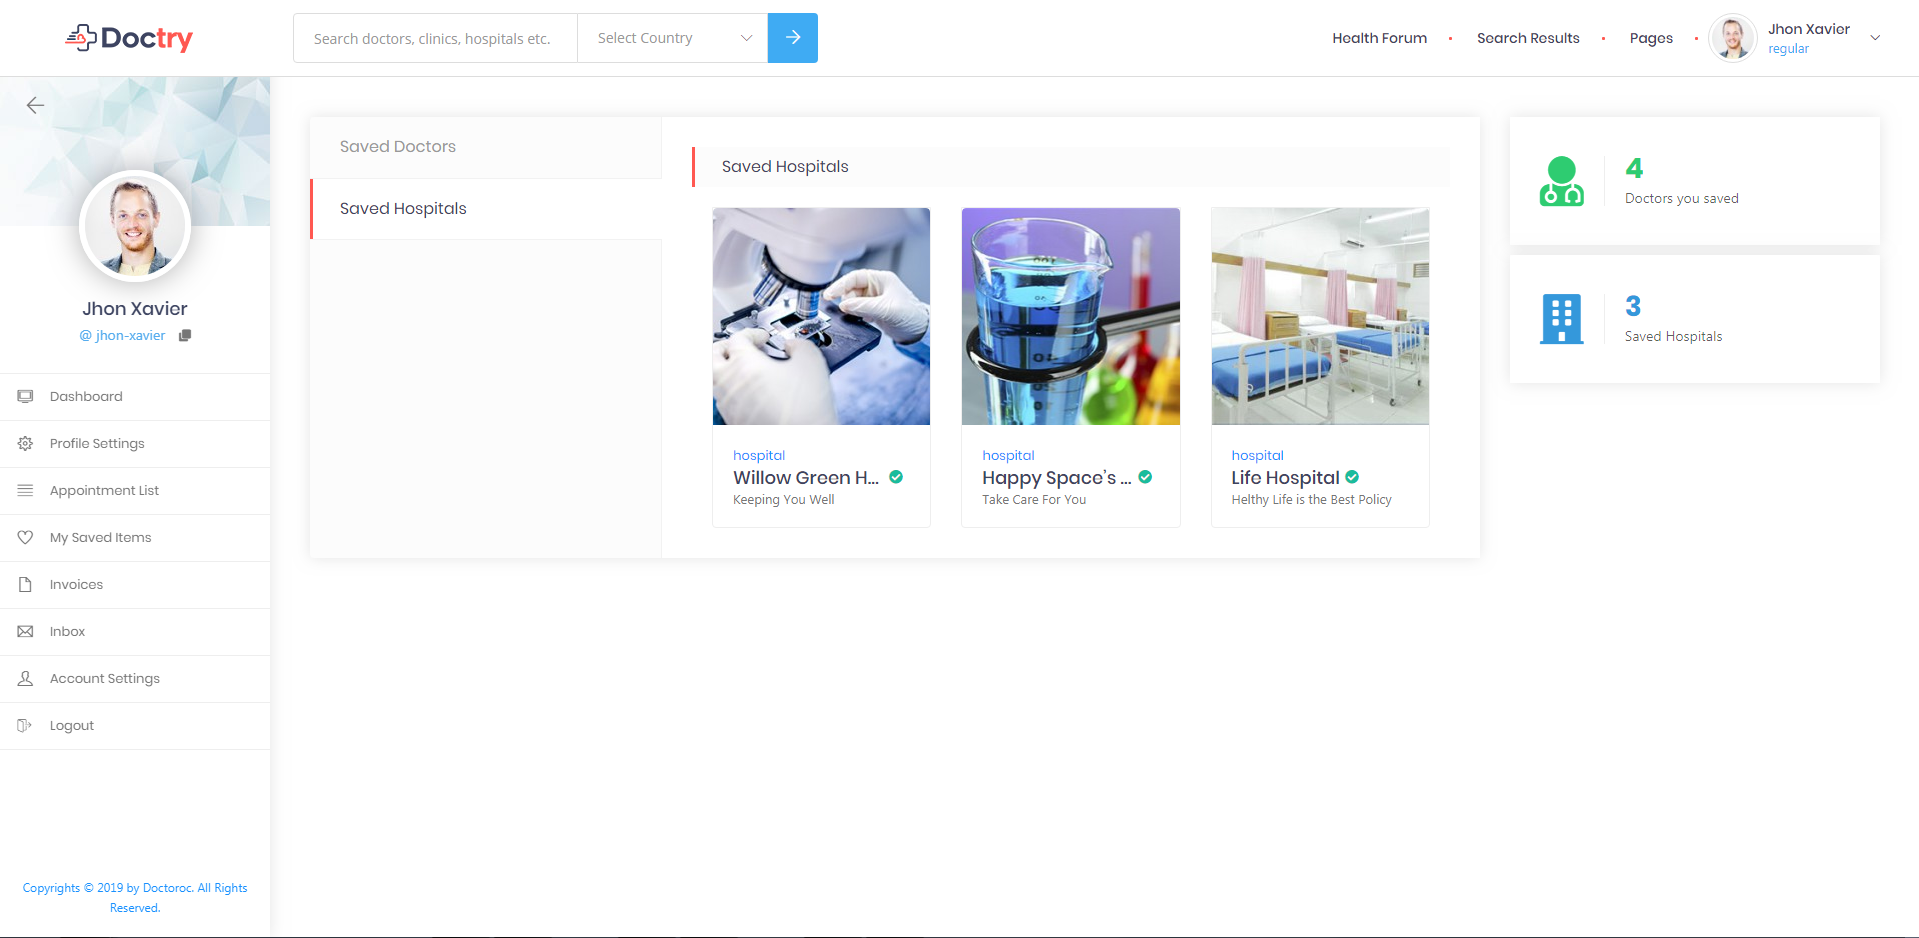 Doctry
Search doctors, clinics, hospitals etc.
Select Country
Health Forum
Search Results
Pages
Jhon Xavier
regular
Jhon Xavier
@ jhon-xavier
Dashboard
Profile Settings
Appointment List
My Saved Items
Invoices
Inbox
Account Settings
Logout
Copyrights © 2019 by Doctoroc. All Rights
Reserved.
Saved Doctors
Saved Hospitals
Saved Hospitals
hospital
Willow Green H...
Keeping You Well
hospital
Happy Space's ...
Take Care For You
hospital
Life Hospital
Helthy Life is the Best Policy
4
Doctors you saved
3
Saved Hospitals